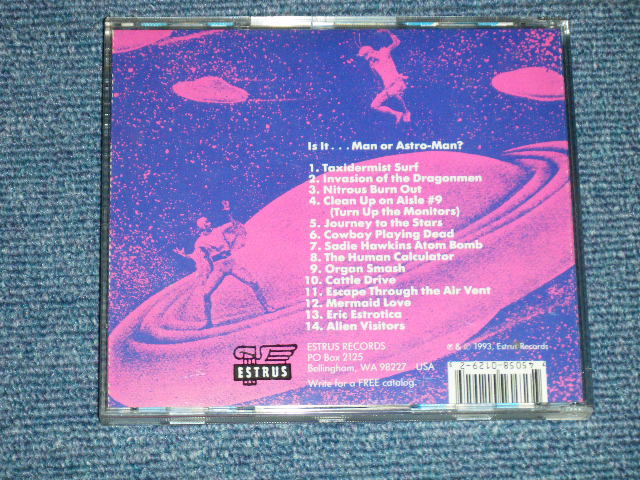 Is It . . . Man or Astro-Man?
1. Taxidermist Surf
2. Invasion of the Dragonmen
3. Nitrous Burn Out
4. Clean Up on Aisle #9
(Turn Up the Monitors)
5. Journey to the Stars
6. Cowboy Playing Dead
7. Sadie Hawkins Atom Bomb
8. The Human Calculator
9. Organ Smash
10. Cattle Drive
11. Escape Through the Air Vent
12. Mermaid Love
13. Eric Estrotica
14. Alien Visitors
ESTRUS
ESTRUS RECORDS
PO Box 2125
Bellingham, WA 98227 USA
Write for a FREE catalog.
℗ & © 1993, Estrus Records
45058-0129-2